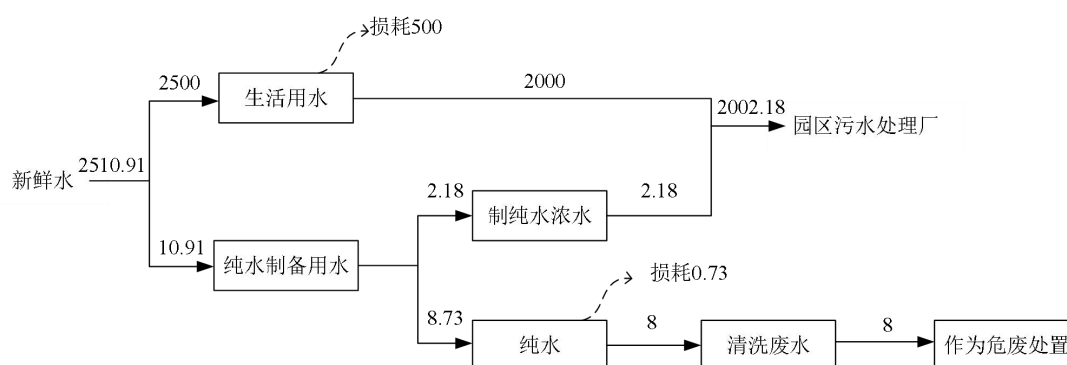 损耗500
2500
生活用水
2000
2002.18
园区污水处理厂
新鲜水
2510.91
2.18
制纯水浓水
2.18
10.91
纯水制备用水
损耗0.73
8.73
纯水
8
清洗废水
8
作为危废处置